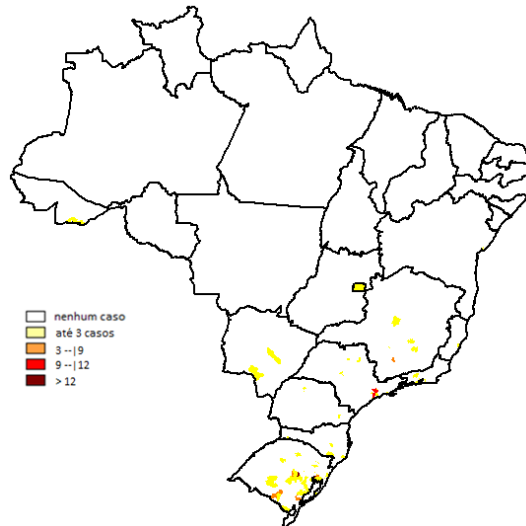 nenhum caso
até 3 casos
3 --| 9
9 --| 12
> 12